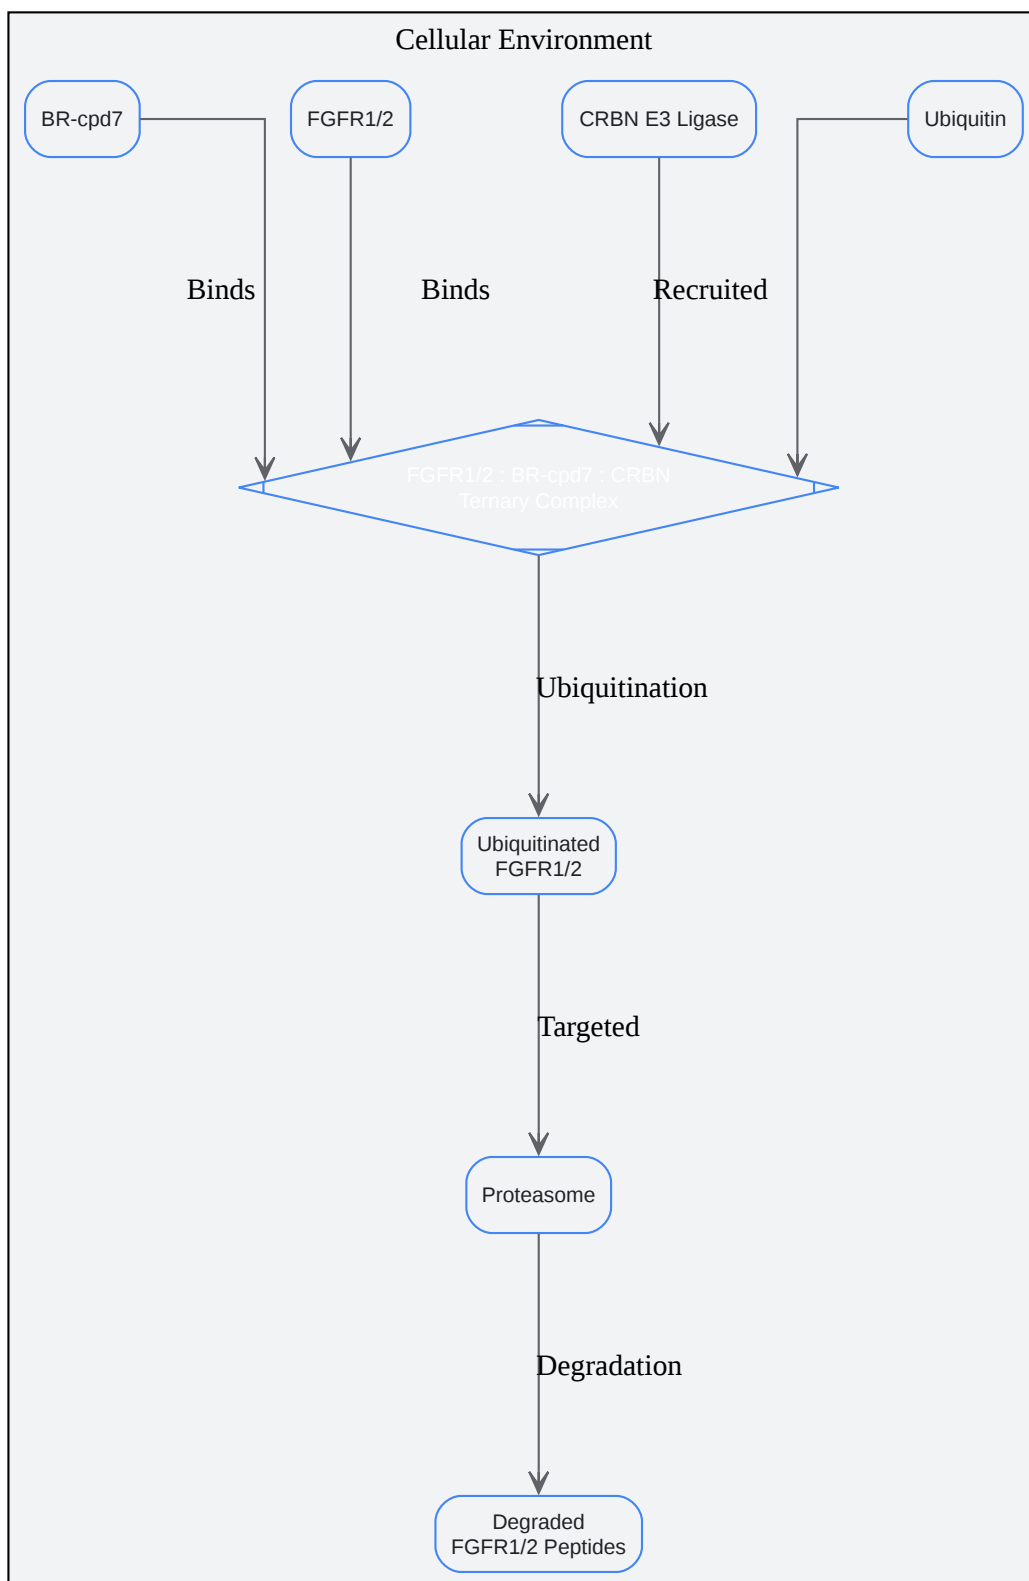 Cellular Environment
BR-cpd7
FGFR1/2
CRBN E3 Ligase
Ubiquitin
Binds
Binds
Recruited
FGFR1/2 : BR-cpd7 : CRBN
Ternary Complex
Ubiquitination
Ubiquitinated
FGFR1/2
Targeted
Proteasome
Degradation
Degraded
FGFR1/2 Peptides